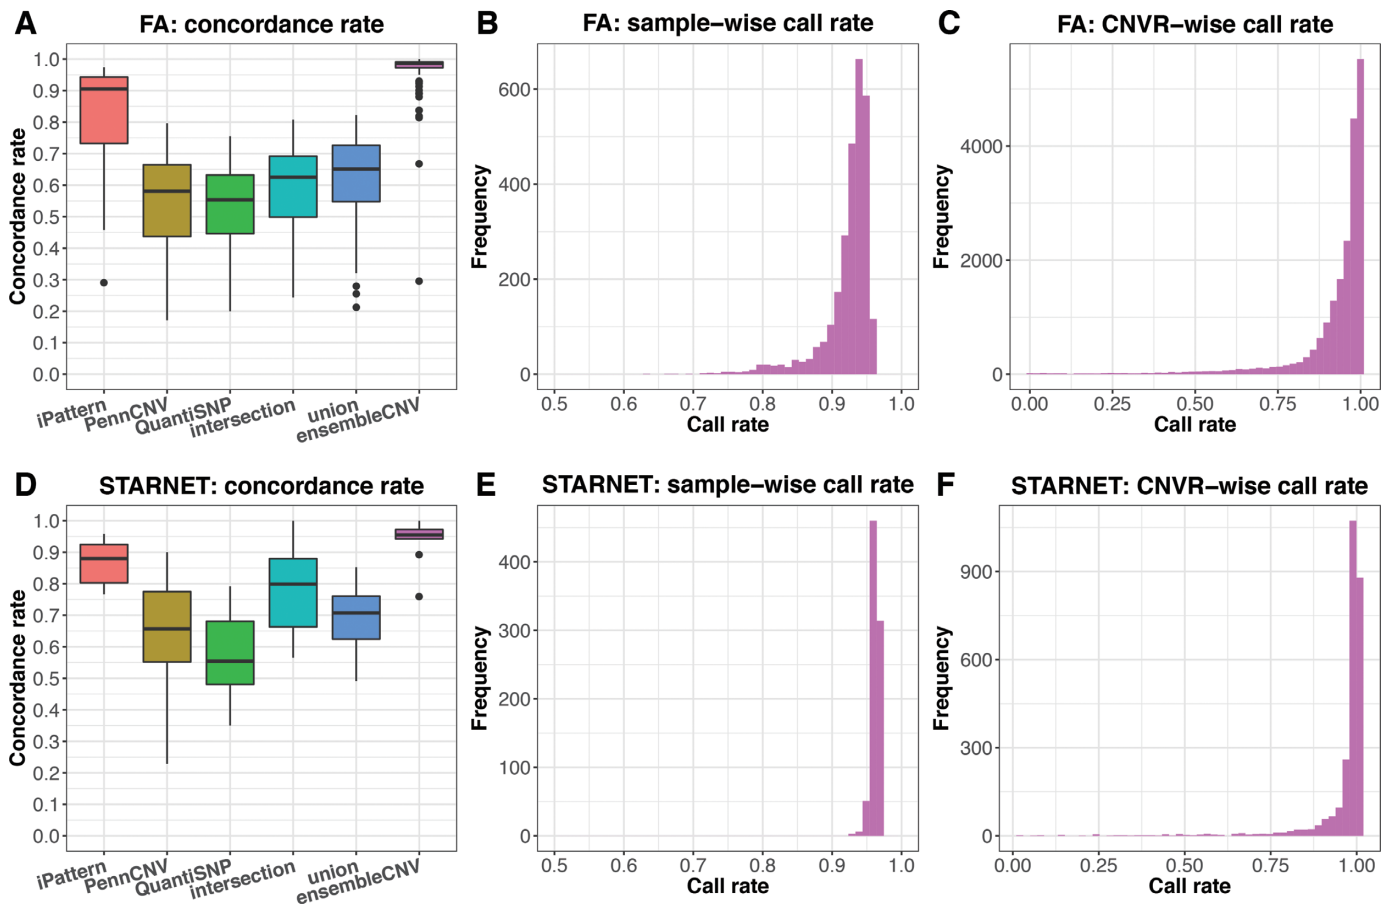 A
FA: concordance rate
Concordance rate
1.0
0.9
0.8
0.7
0.6
0.5
0.4
0.3
0.2
0.1
0.0
iPattern
PennCNV
QuantiSNP
intersection
union
ensembleCNV
B
FA: sample−wise call rate
Frequency
600
400
200
0
0.5 0.6 0.7 0.8 0.9 1.0
Call rate
C
FA: CNVR−wise call rate
Frequency
4000
2000
0
0.00 0.25 0.50 0.75 1.00
Call rate
D
STARNET: concordance rate
Concordance rate
1.0
0.9
0.8
0.7
0.6
0.5
0.4
0.3
0.2
0.1
0.0
iPattern
PennCNV
QuantiSNP
intersection
union
ensembleCNV
E
STARNET: sample−wise call rate
Frequency
400
300
200
100
0
0.5 0.6 0.7 0.8 0.9 1.0
Call rate
F
STARNET: CNVR−wise call rate
Frequency
900
600
300
0
0.00 0.25 0.50 0.75 1.00
Call rate